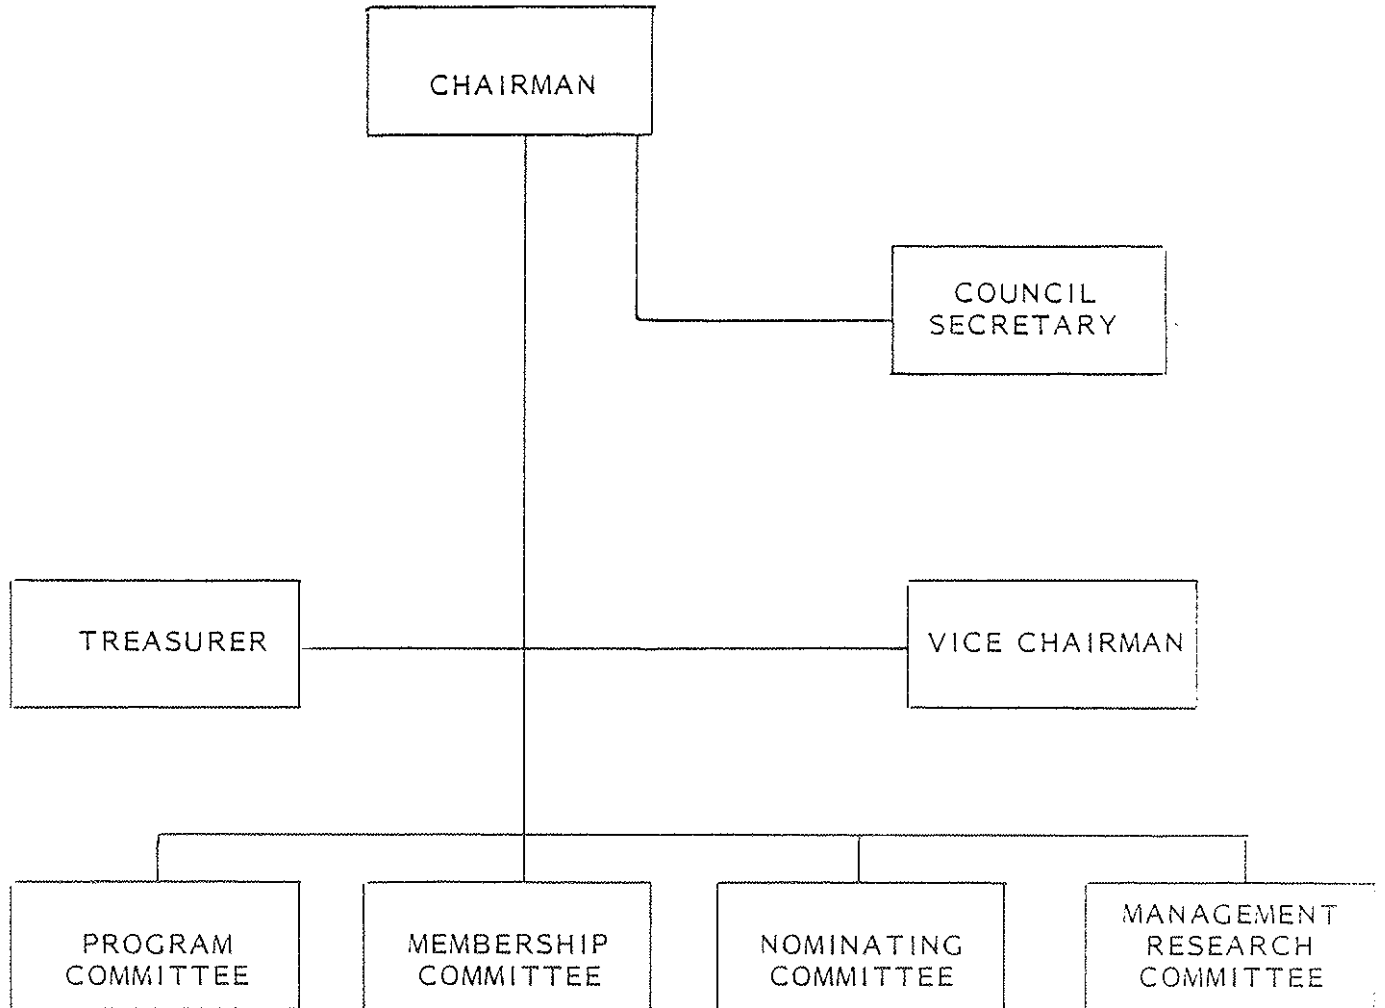 CHAIRMAN
COUNCIL
SECRETARY
TREASURER
VICE CHAIRMAN
PROGRAM
COMMITTEE
MEMBERSHIP
COMMITTEE
NOMINATING
COMMITTEE
MANAGEMENT
RESEARCH
COMMITTEE